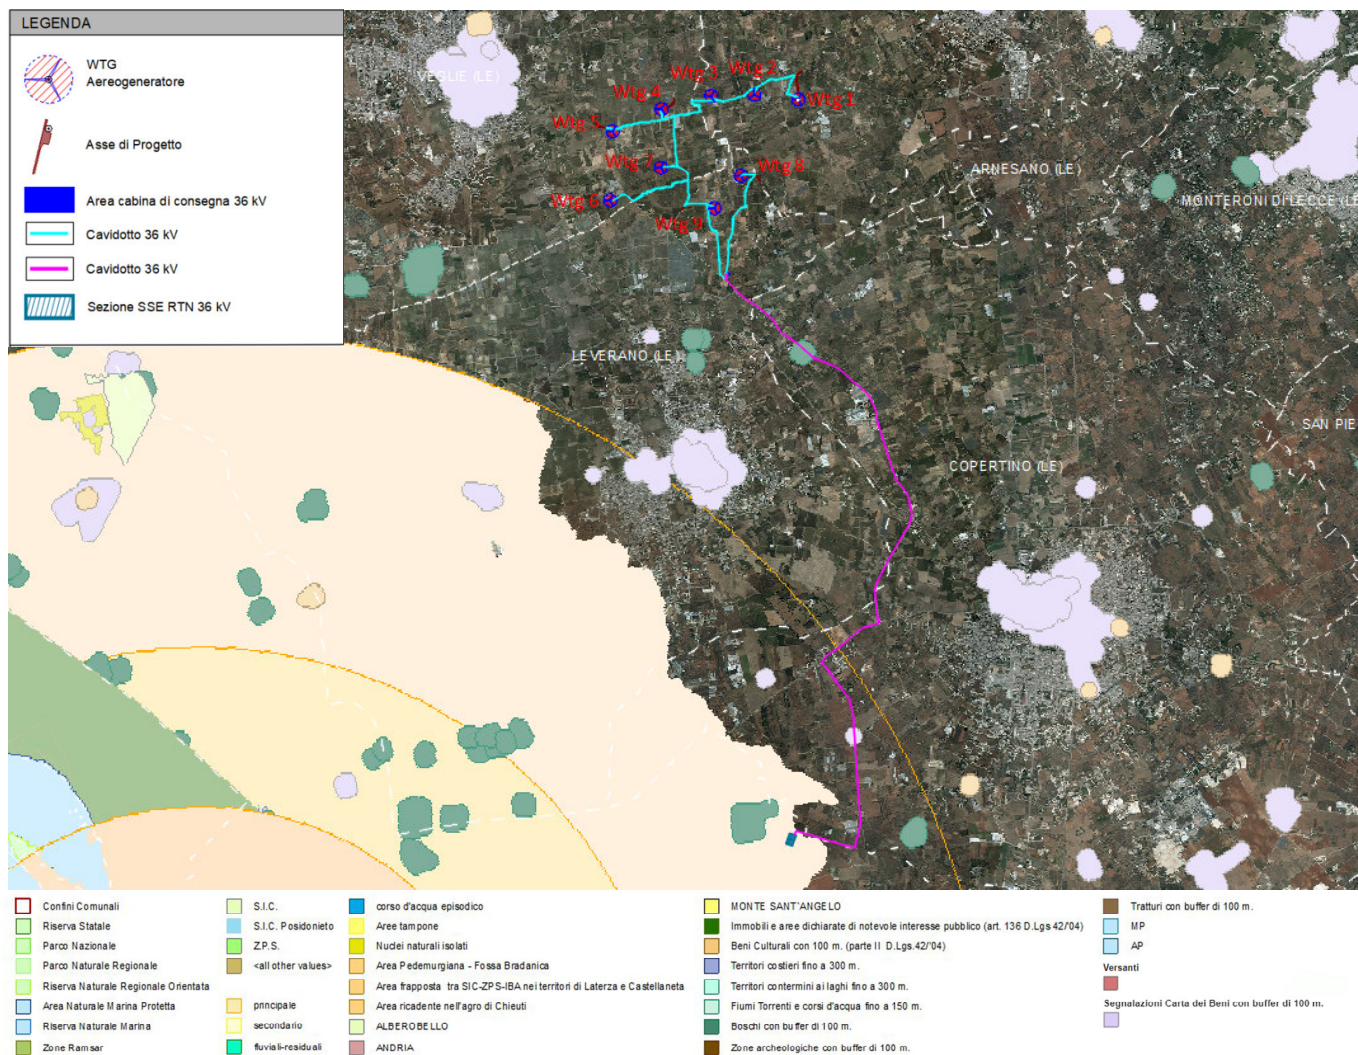 LEGENDA
WTG
Aereogeneratore
Asse di Progetto
Area cabina di consegna 36 kV
Cavidotto 36 kV
Cavidotto 36 kV
Sezione SSE RTN 36 kV
VEGLIE (LE)
Wtg 3
Wtg 2
Wtg 4
Wtg 1
Wtg 5
Wtg 7
Wtg 8
Wtg 6
Wtg 9
ARNESANO (LE)
MONTERONI DI LECCE (LE
LEVERANO (LE)
SAN PIE
COPERTINO (LE)
Confini Comunali
Riserva Statale
Parco Nazionale
Parco Naturale Regionale
Riserva Naturale Regionale Orientata
Area Naturale Marina Protetta
Riserva Naturale Marina
Zone Ramsar
S.I.C.
S.I.C. Posidonieto
Z.P.S.
<all other values>
principale
secondario
fluviali-residuali
corso d'acqua episodico
Aree tampone
Nuclei naturali isolati
Area Pedemurgiana - Fossa Bradanica
Area frapposta tra SIC-ZPS-IBA nei territori di Laterza e Castellaneta
Area ricadente nell'agro di Chieuti
ALBEROBELLO
ANDRIA
MONTE SANT'ANGELO
Immobili e aree dichiarate di notevole interesse pubblico (art. 136 D.Lgs 42/'04)
Beni Culturali con 100 m. (parte II D.Lgs.42/'04)
Territori costieri fino a 300 m.
Territori contermini ai laghi fino a 300 m.
Fiumi Torrenti e corsi d'acqua fino a 150 m.
Boschi con buffer di 100 m.
Zone archeologiche con buffer di 100 m.
Tratturi con buffer di 100 m.
MP
AP
Versanti
Segnalazioni Carta dei Beni con buffer di 100 m.